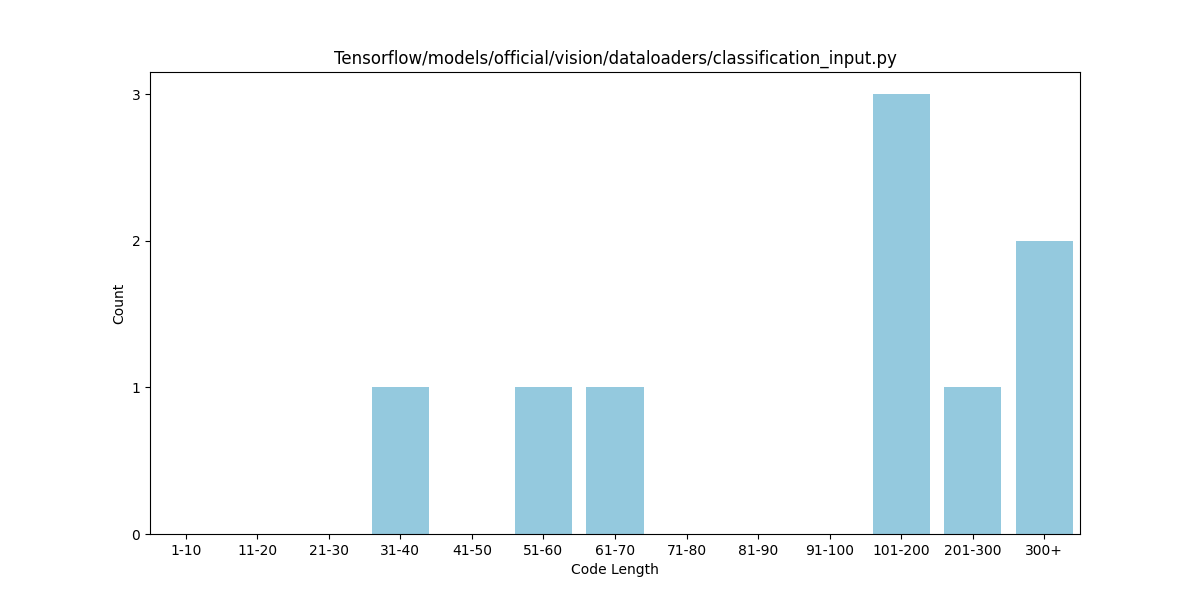 Tensorflow/models/official/vision/dataloaders/classification_input.py
3
2
1
0
Count
1-10 11-20 21-30 31-40 41-50 51-60 61-70 71-80 81-90 91-100 101-200 201-300 300+
Code Length